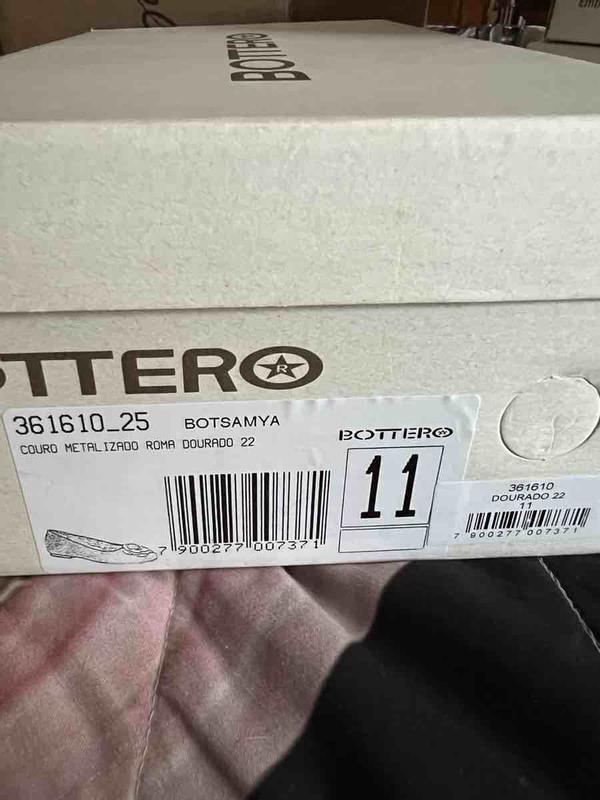 BOTTERO
TTERO
361610_25 BOTSAMYA
COURO METALIZADO ROMA DOURADO 22
BOTTERO
11
7 900277 007371
361610
DOURADO 22
11
7 900277 007371